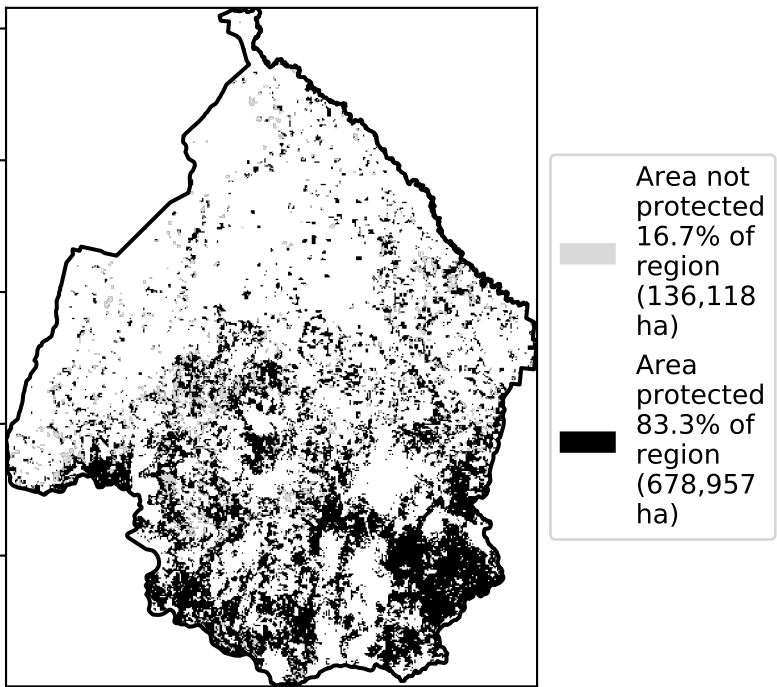 Area not
protected
16.7% of
region
(136,118
ha)
Area
protected
83.3% of
region
(678,957
ha)